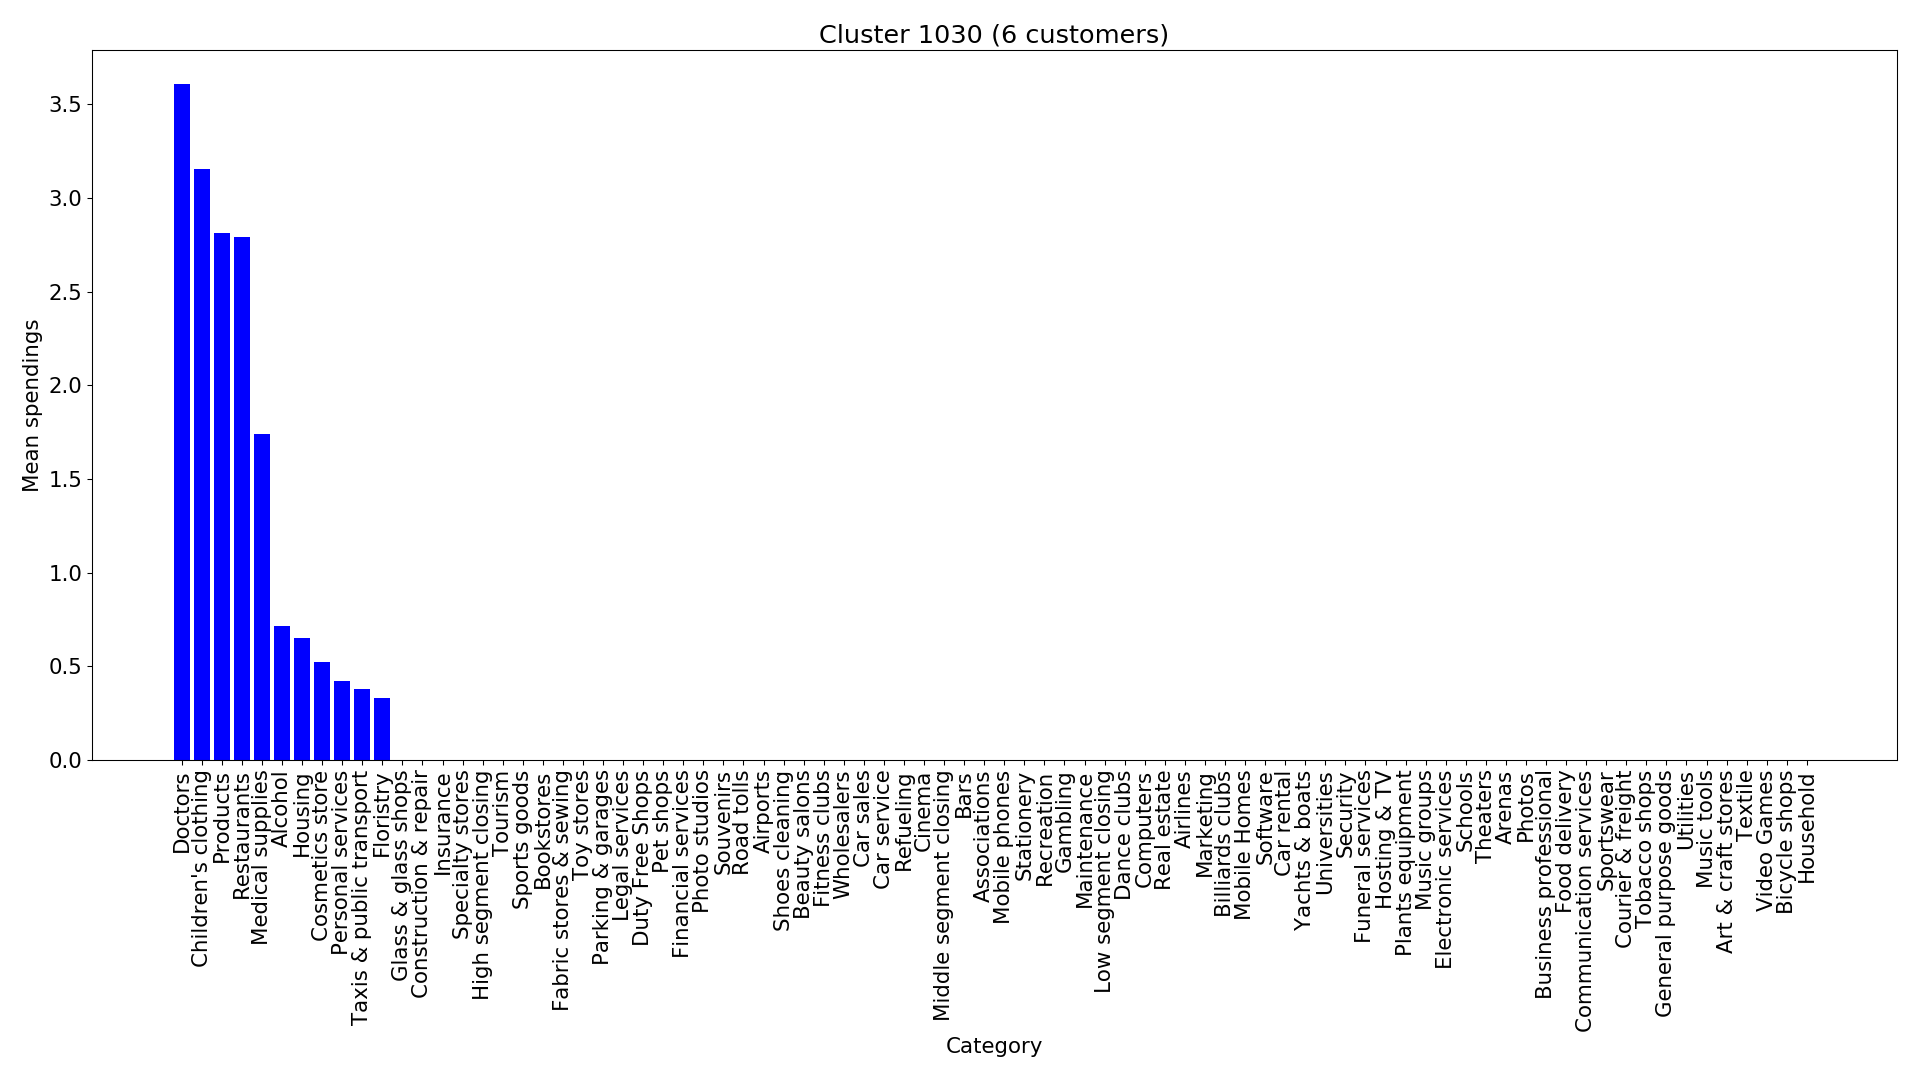 Cluster 1030 (6 customers)
Mean spendings
3.5
3.0
2.5
2.0
1.5
1.0
0.5
0.0
Doctors
Children's clothing
Products
Restaurants
Medical supplies
Alcohol
Housing
Cosmetics store
Personal services
Taxis & public transport
Floristry
Glass & glass shops
Construction & repair
Insurance
Specialty stores
High segment closing
Tourism
Sports goods
Bookstores
Fabric stores & sewing
Toy stores
Parking & garages
Legal services
Duty Free Shops
Pet shops
Financial services
Photo studios
Souvenirs
Road tolls
Airports
Shoes cleaning
Beauty salons
Fitness clubs
Wholesalers
Car sales
Car service
Refueling
Cinema
Middle segment closing
Bars
Associations
Mobile phones
Stationery
Recreation
Gambling
Maintenance
Low segment closing
Dance clubs
Computers
Real estate
Airlines
Marketing
Billiards clubs
Mobile Homes
Software
Car rental
Yachts & boats
Universities
Security
Funeral services
Hosting & TV
Plants equipment
Music groups
Electronic services
Schools
Theaters
Arenas
Photos
Business professional
Food delivery
Communication services
Sportswear
Courier & freight
Tobacco shops
General purpose goods
Utilities
Music tools
Art & craft stores
Textile
Video Games
Bicycle shops
Household
Category